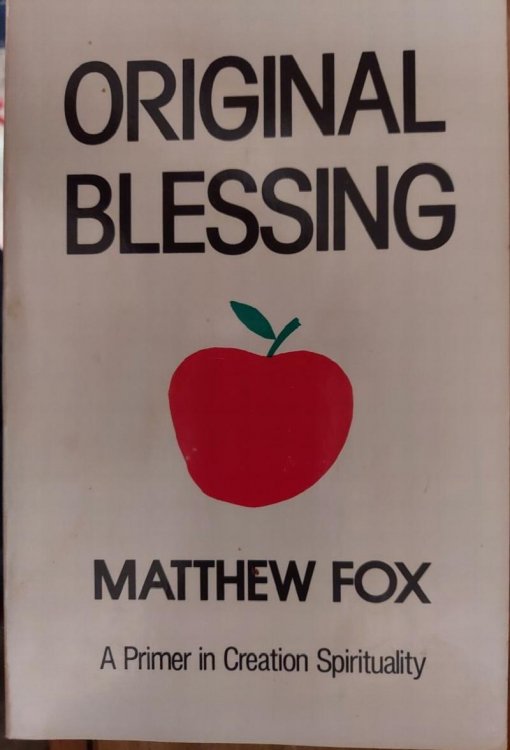 ORIGINAL
BLESSING
MATTHEW FOX
A Primer in Creation Spirituality